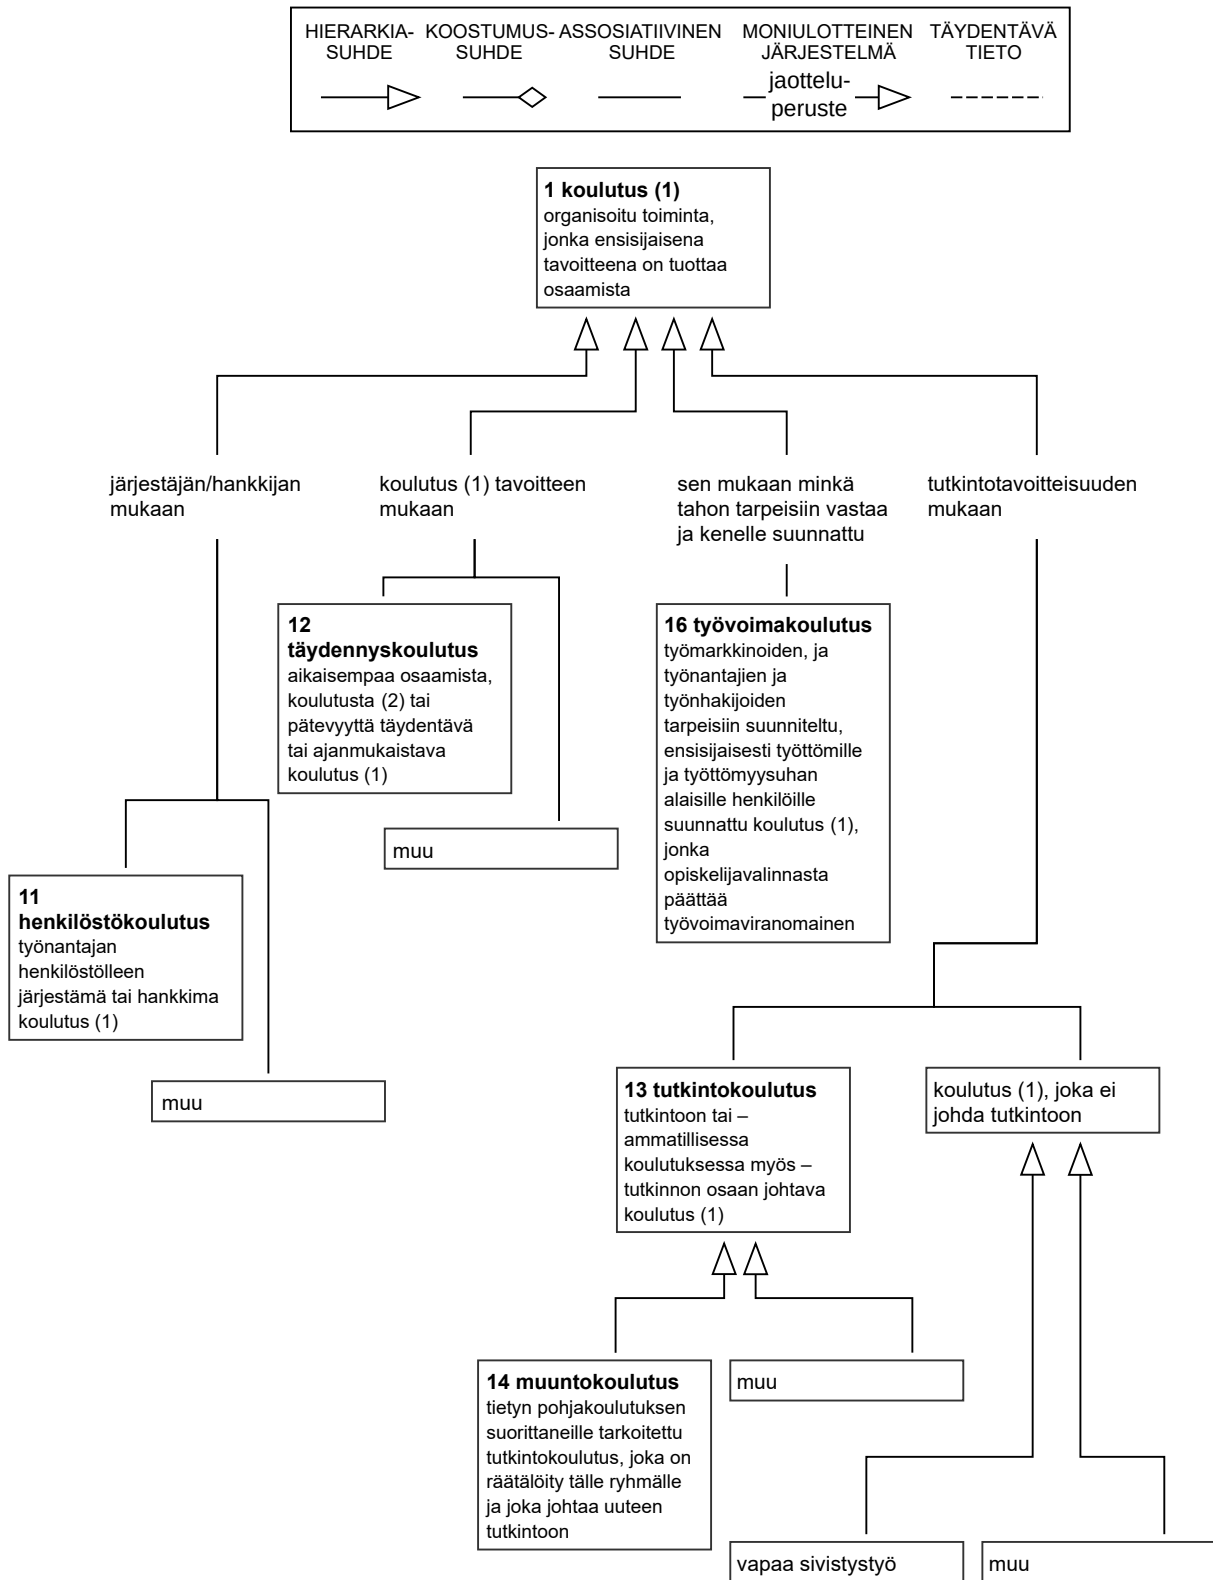 HIERARKIA-
SUHDE
KOOSTUMUS-
SUHDE
ASSOSIATIIVINEN
SUHDE
MONIULOTTEINEN
JÄRJESTELMÄ
jaottelu-
peruste
TÄYDENTÄVÄ
TIETO
1 koulutus (1)
organisoitu toiminta,
jonka ensisijaisena
tavoitteena on tuottaa
osaamista
järjestäjän/hankkijan
mukaan
koulutus (1) tavoitteen
mukaan
sen mukaan minkä
tahon tarpeisiin vastaa
ja kenelle suunnattu
tutkintotavoitteisuuden
mukaan
12
täydennyskoulutus
aikaisempaa osaamista,
koulutusta (2) tai
pätevyyttä täydentävä
tai ajanmukaistava
koulutus (1)
16 työvoimakoulutus
työmarkkinoiden, ja
työnantajien ja
työnhakijoiden
tarpeisiin suunniteltu,
ensisijaisesti työttömille
ja työttömyysuhan
alaisille henkilöille
suunnattu koulutus (1),
jonka
opiskelijavalinnasta
päättää
työvoimaviranomainen
muu
11
henkilöstökoulutus
työnantajan
henkilöstölleen
järjestämä tai hankkima
koulutus (1)
muu
13 tutkintokoulutus
tutkintoon tai –
ammatillisessa
koulutuksessa myös –
tutkinnon osaan johtava
koulutus (1)
koulutus (1), joka ei
johda tutkintoon
14 muuntokoulutus
tietyn pohjakoulutuksen
suorittaneille tarkoitettu
tutkintokoulutus, joka on
räätälöity tälle ryhmälle
ja joka johtaa uuteen
tutkintoon
muu
vapaa sivistystyö
muu